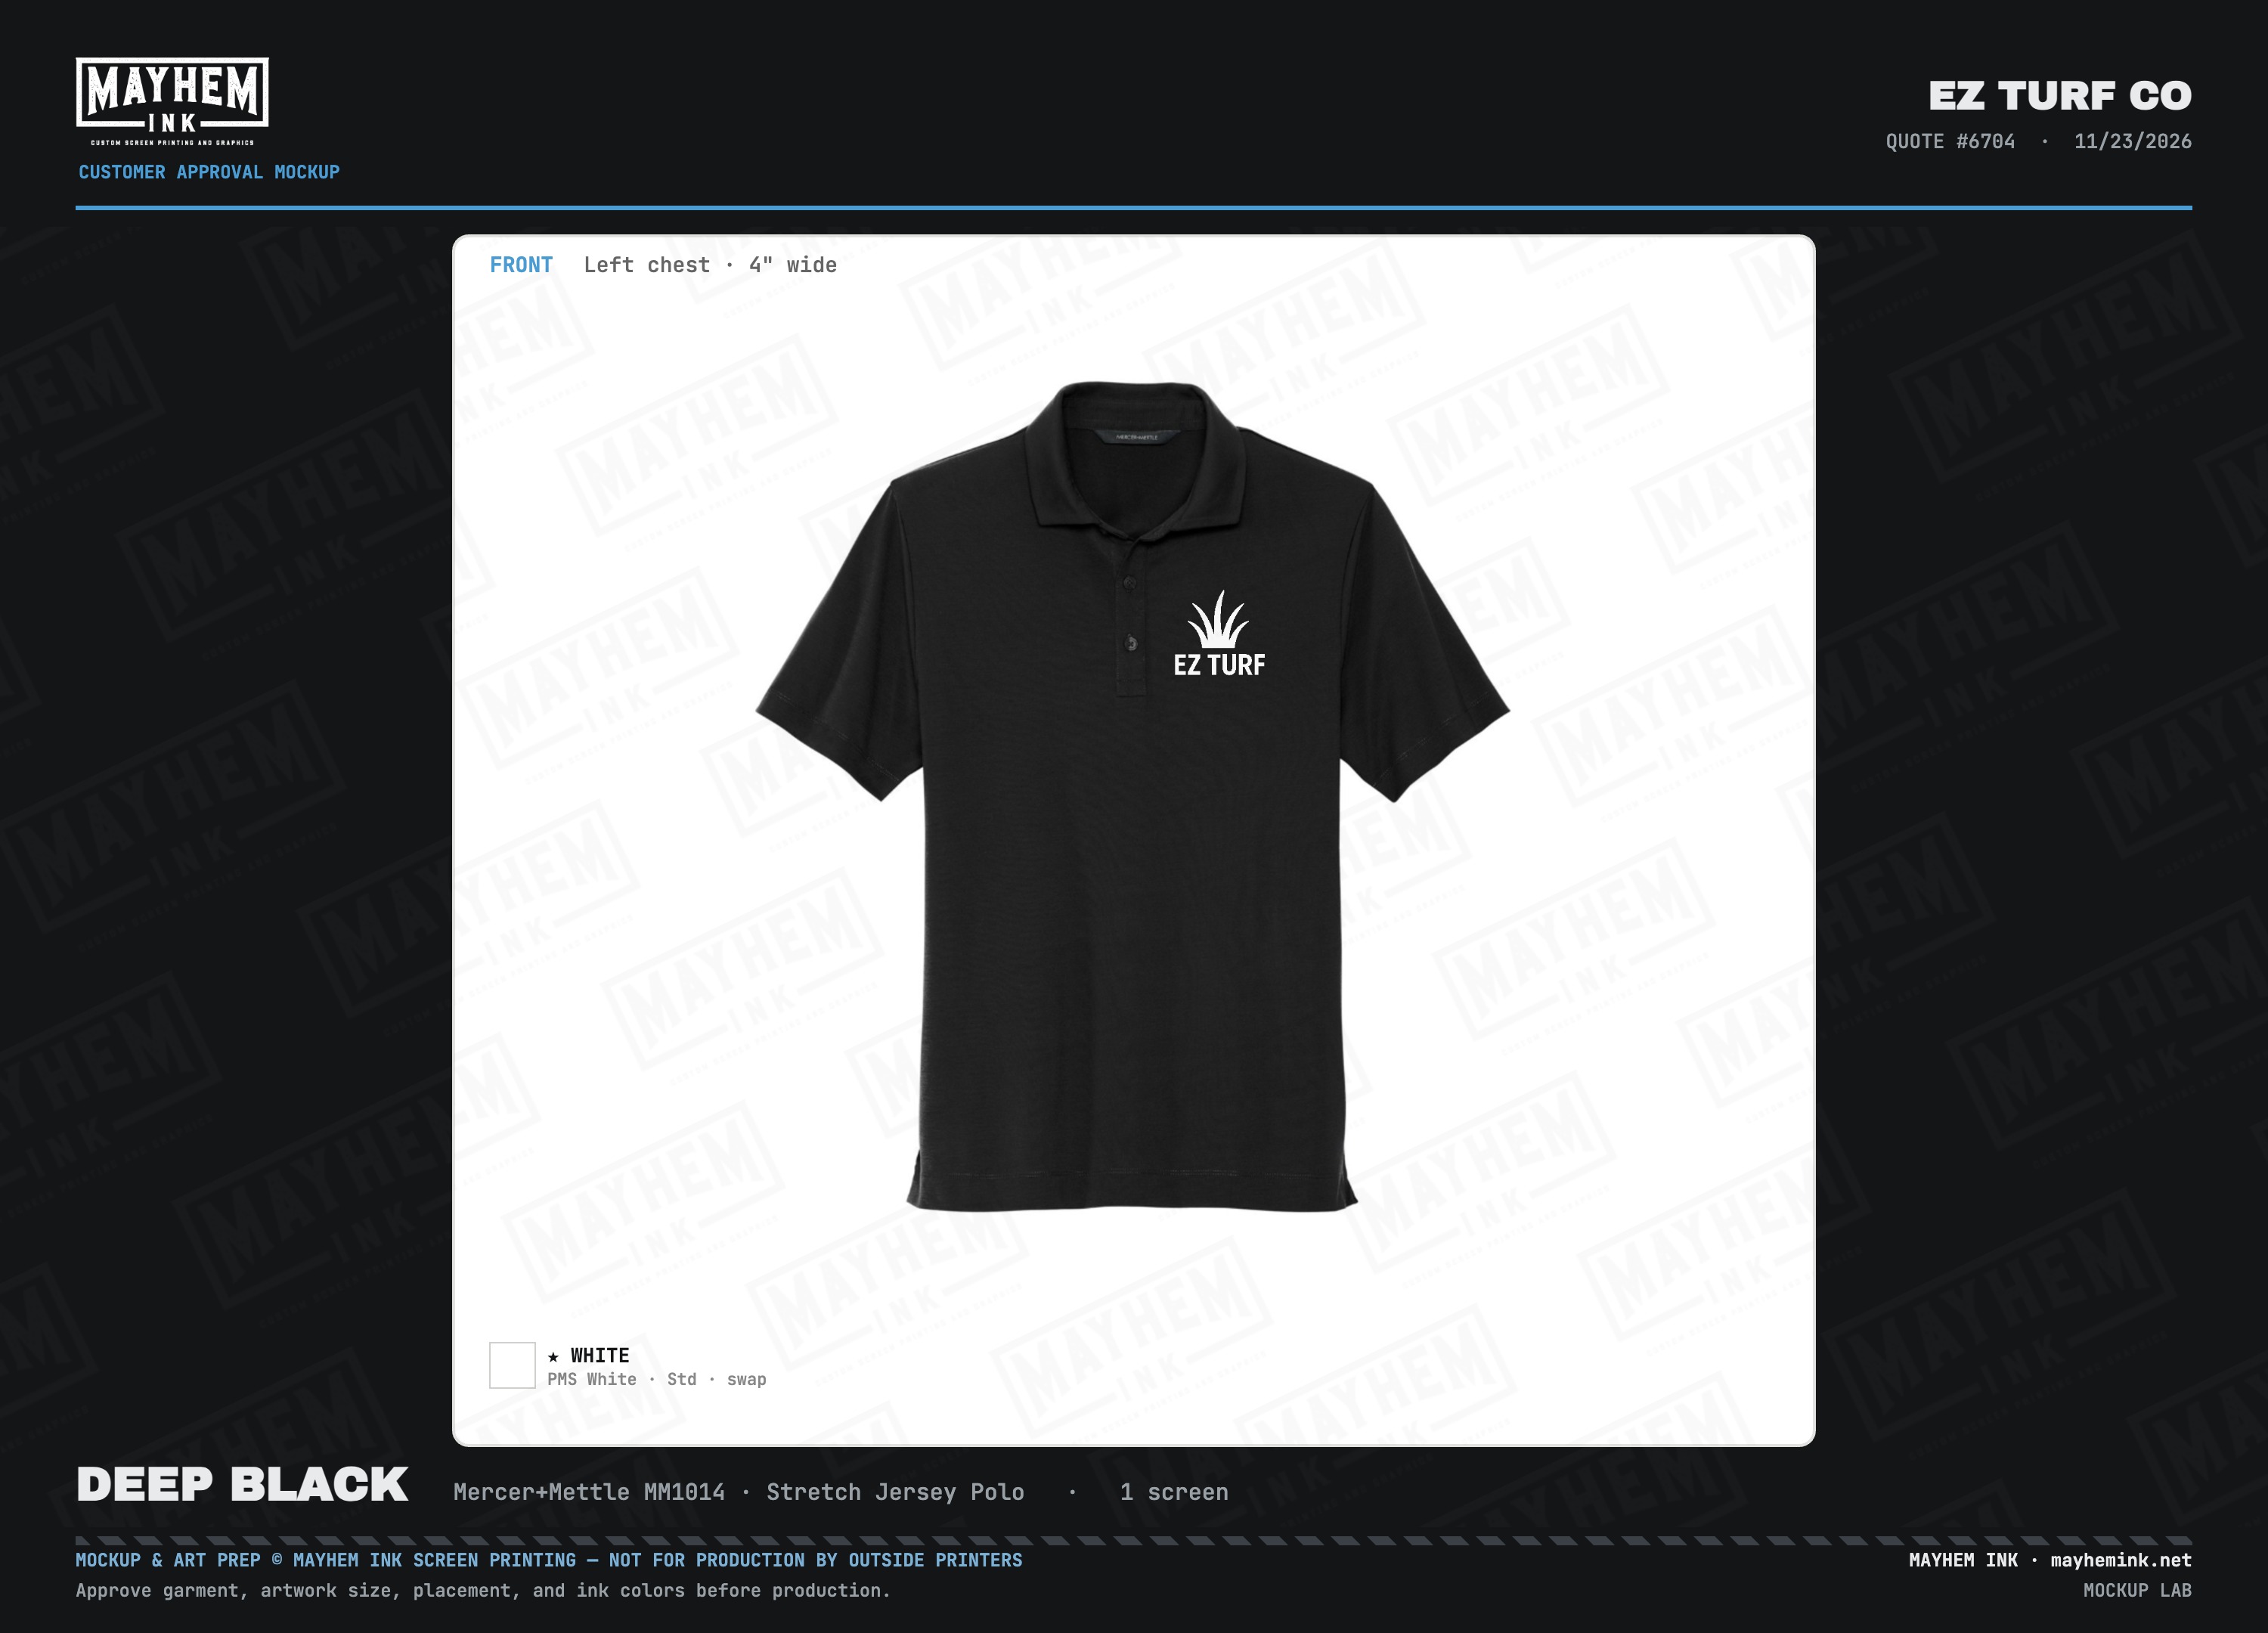 MAYHEM
INK
CUSTOM SCREEN PRINTING AND GRAPHICS
CUSTOMER APPROVAL MOCKUP
EZ TURF CO
QUOTE #6704 · 11/23/2026
FRONT Left chest · 4" wide
MERCER+METTLE
EZ TURF
★ WHITE
PMS White · Std · swap
DEEP BLACK Mercer+Mettle MM1014 · Stretch Jersey Polo · 1 screen
MOCKUP & ART PREP © MAYHEM INK SCREEN PRINTING — NOT FOR PRODUCTION BY OUTSIDE PRINTERS
MAYHEM INK · mayhemink.net
Approve garment, artwork size, placement, and ink colors before production.
MOCKUP LAB